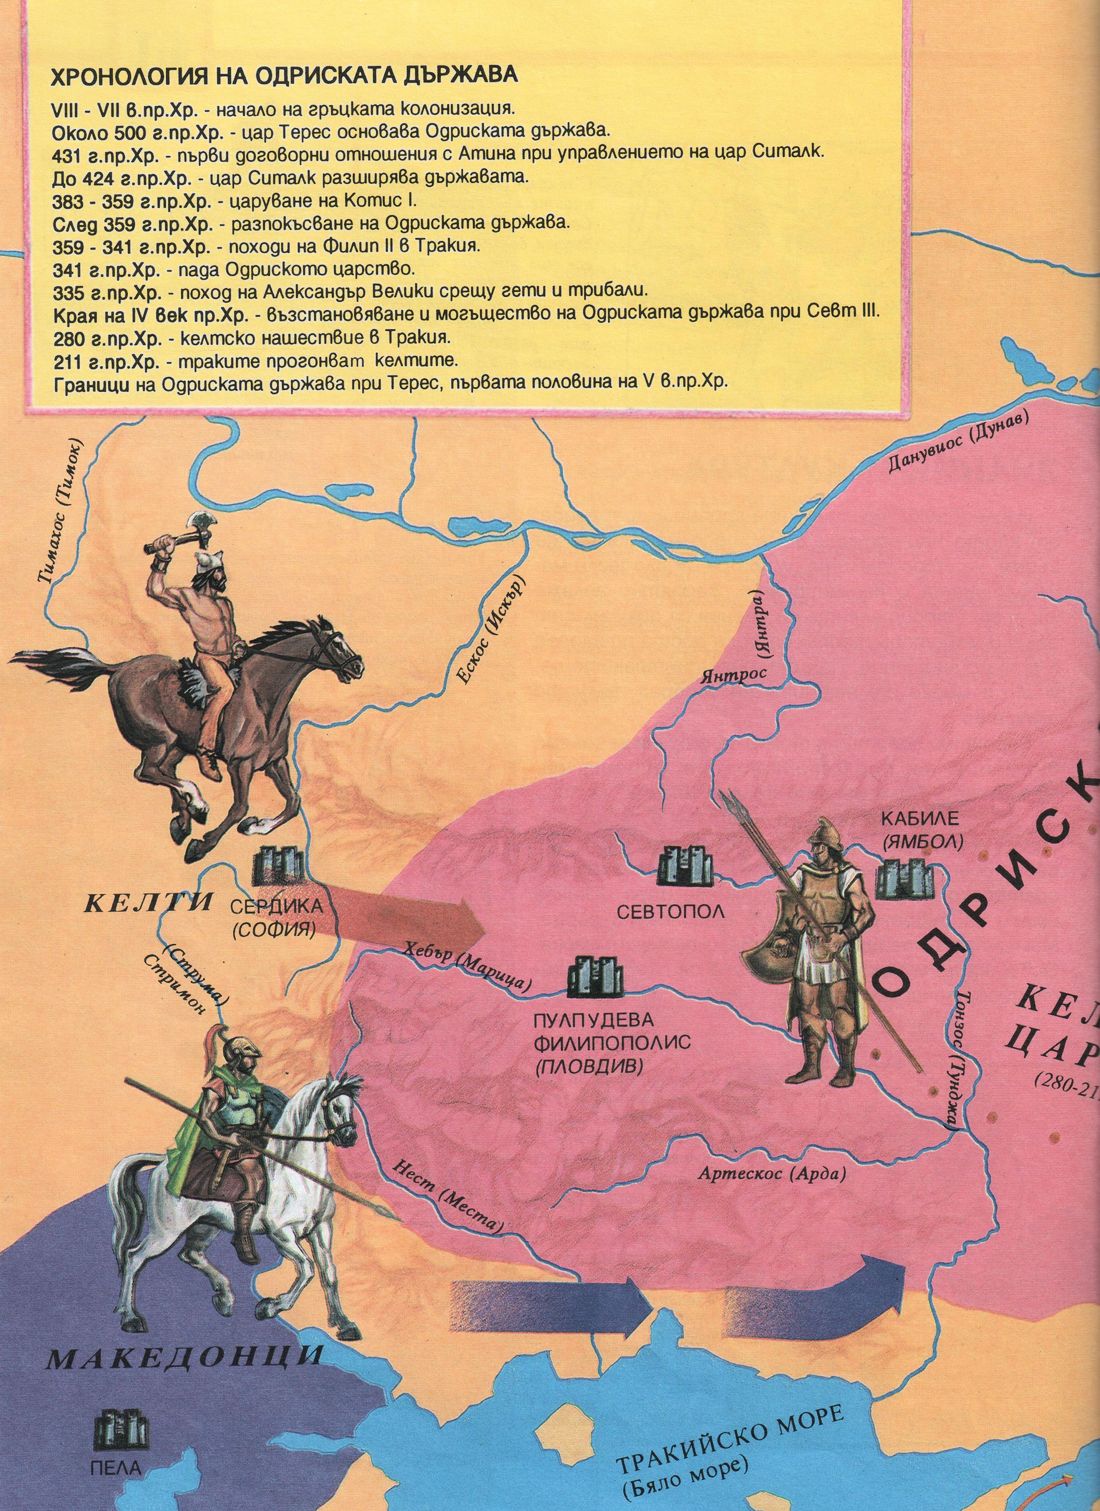 ХРОНОЛОГИЯ НА ОДРИСКАТА ДЪРЖАВА
VIII - VII в.пр.Хр. - начало на гръцката колонизация.
Около 500 г.пр.Хр. - цар Терес основава Одриската държава.
431 г.пр.Хр. - първи договорни отношения с Атина при управлението на цар Ситалк.
До 424 г.пр.Хр. - цар Ситалк разширява държавата.
383 - 359 г.пр.Хр. - царуване на Котис I.
След 359 г.пр.Хр. - разпокъсване на Одриската държава.
359 - 341 г.пр.Хр. - походи на Филип II в Тракия.
341 г.пр.Хр. - пада Одриското царство.
335 г.пр.Хр. - поход на Александър Велики срещу гети и трибали.
Края на IV век пр.Хр. - възстановяване и могъщество на Одриската държава при Севт III.
280 г.пр.Хр. - келтско нашествие в Тракия.
211 г.пр.Хр. - траките прогонват келтите.
Граници на Одриската държава при Терес, първата половина на V в.пр.Хр.
Данувиос (Дунав)
Тимахос (Тимок)
Ескос (Искър)
(Янтра)
Янтрос
КАБИЛЕ
(ЯМБОЛ)
ОДРИСК
КЕЛТИ
СЕРДИКА
(СОФИЯ)
СЕВТОПОЛ
(Струма)
Стримон
Хебър (Марица)
ПУЛПУДЕВА
ФИЛИПОПОЛИС
(ПЛОВДИВ)
Тонзос (Тунджа)
КЕЛ
ЦАР
(280-21
Артескос (Арда)
Нест (Места)
МАКЕДОНЦИ
ПЕЛА
ТРАКИЙСКО МОРЕ
(Бяло море)